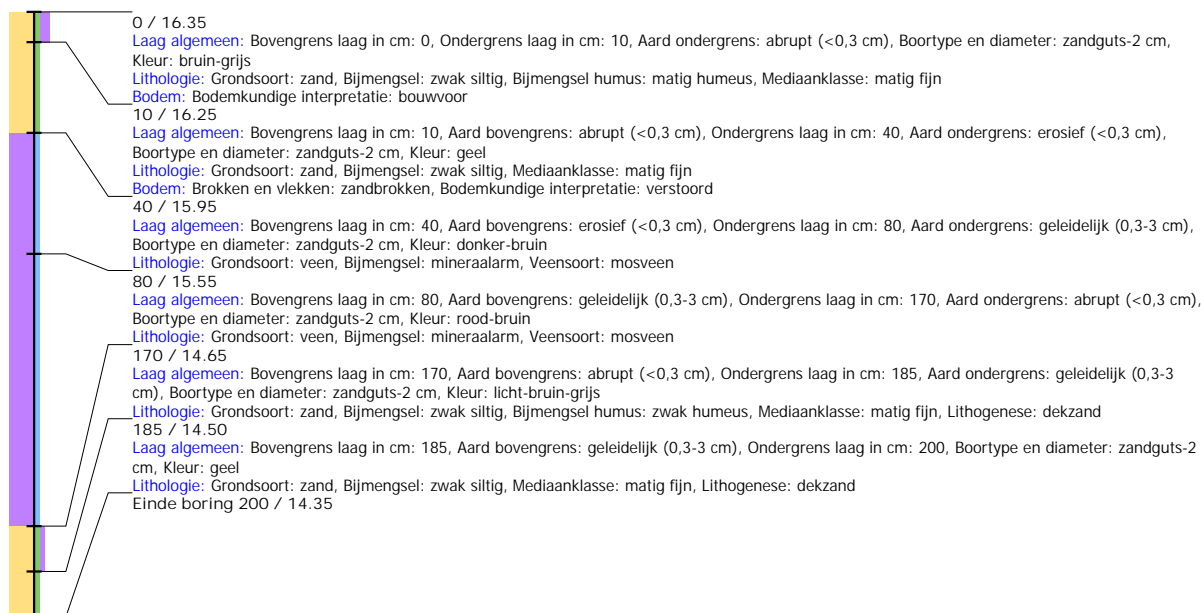 0 / 16.35
Laag algemeen: Bovengrens laag in cm: 0, Ondergrens laag in cm: 10, Aard ondergrens: abrupt (<0,3 cm), Boortype en diameter: zandguts-2 cm,
Kleur: bruin-grijs
Lithologie: Grondsoort: zand, Bijmengsel: zwak siltig, Bijmengsel humus: matig humeus, Mediaanklasse: matig fijn
Bodem: Bodemkundige interpretatie: bouwvoor
10 / 16.25
Laag algemeen: Bovengrens laag in cm: 10, Aard bovengrens: abrupt (<0,3 cm), Ondergrens laag in cm: 40, Aard ondergrens: erosief (<0,3 cm),
Boortype en diameter: zandguts-2 cm, Kleur: geel
Lithologie: Grondsoort: zand, Bijmengsel: zwak siltig, Mediaanklasse: matig fijn
Bodem: Brokken en vlekken: zandbrokken, Bodemkundige interpretatie: verstoord
40 / 15.95
Laag algemeen: Bovengrens laag in cm: 40, Aard bovengrens: erosief (<0,3 cm), Ondergrens laag in cm: 80, Aard ondergrens: geleidelijk (0,3-3 cm),
Boortype en diameter: zandguts-2 cm, Kleur: donker-bruin
Lithologie: Grondsoort: veen, Bijmengsel: mineraalarm, Veensoort: mosveen
80 / 15.55
Laag algemeen: Bovengrens laag in cm: 80, Aard bovengrens: geleidelijk (0,3-3 cm), Ondergrens laag in cm: 170, Aard ondergrens: abrupt (<0,3 cm),
Boortype en diameter: zandguts-2 cm, Kleur: rood-bruin
Lithologie: Grondsoort: veen, Bijmengsel: mineraalarm, Veensoort: mosveen
170 / 14.65
Laag algemeen: Bovengrens laag in cm: 170, Aard bovengrens: abrupt (<0,3 cm), Ondergrens laag in cm: 185, Aard ondergrens: geleidelijk (0,3-3
cm), Boortype en diameter: zandguts-2 cm, Kleur: licht-bruin-grijs
Lithologie: Grondsoort: zand, Bijmengsel: zwak siltig, Bijmengsel humus: zwak humeus, Mediaanklasse: matig fijn, Lithogenese: dekzand
185 / 14.50
Laag algemeen: Bovengrens laag in cm: 185, Aard bovengrens: geleidelijk (0,3-3 cm), Ondergrens laag in cm: 200, Boortype en diameter: zandguts-2
cm, Kleur: geel
Lithologie: Grondsoort: zand, Bijmengsel: zwak siltig, Mediaanklasse: matig fijn, Lithogenese: dekzand
Einde boring 200 / 14.35